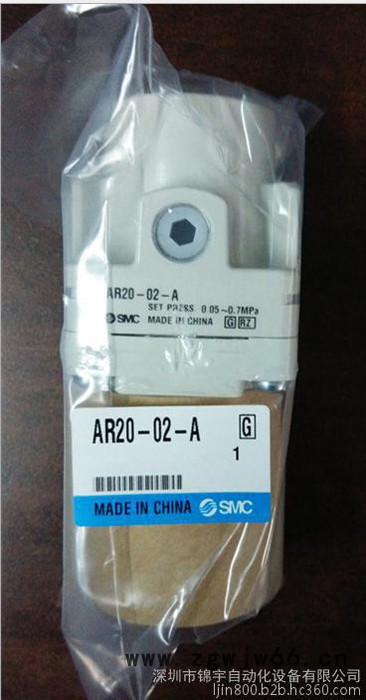 AR20-02-A
SET PRESS 0.05~0.7MPa
SMC MADE IN CHINA G RZ
AR20-02-A G
1
MADE IN CHINA SMC
www.zgwjw66.cn
深圳市锦宇自动化设备有限公司
ljin800.b2b.hc360.com